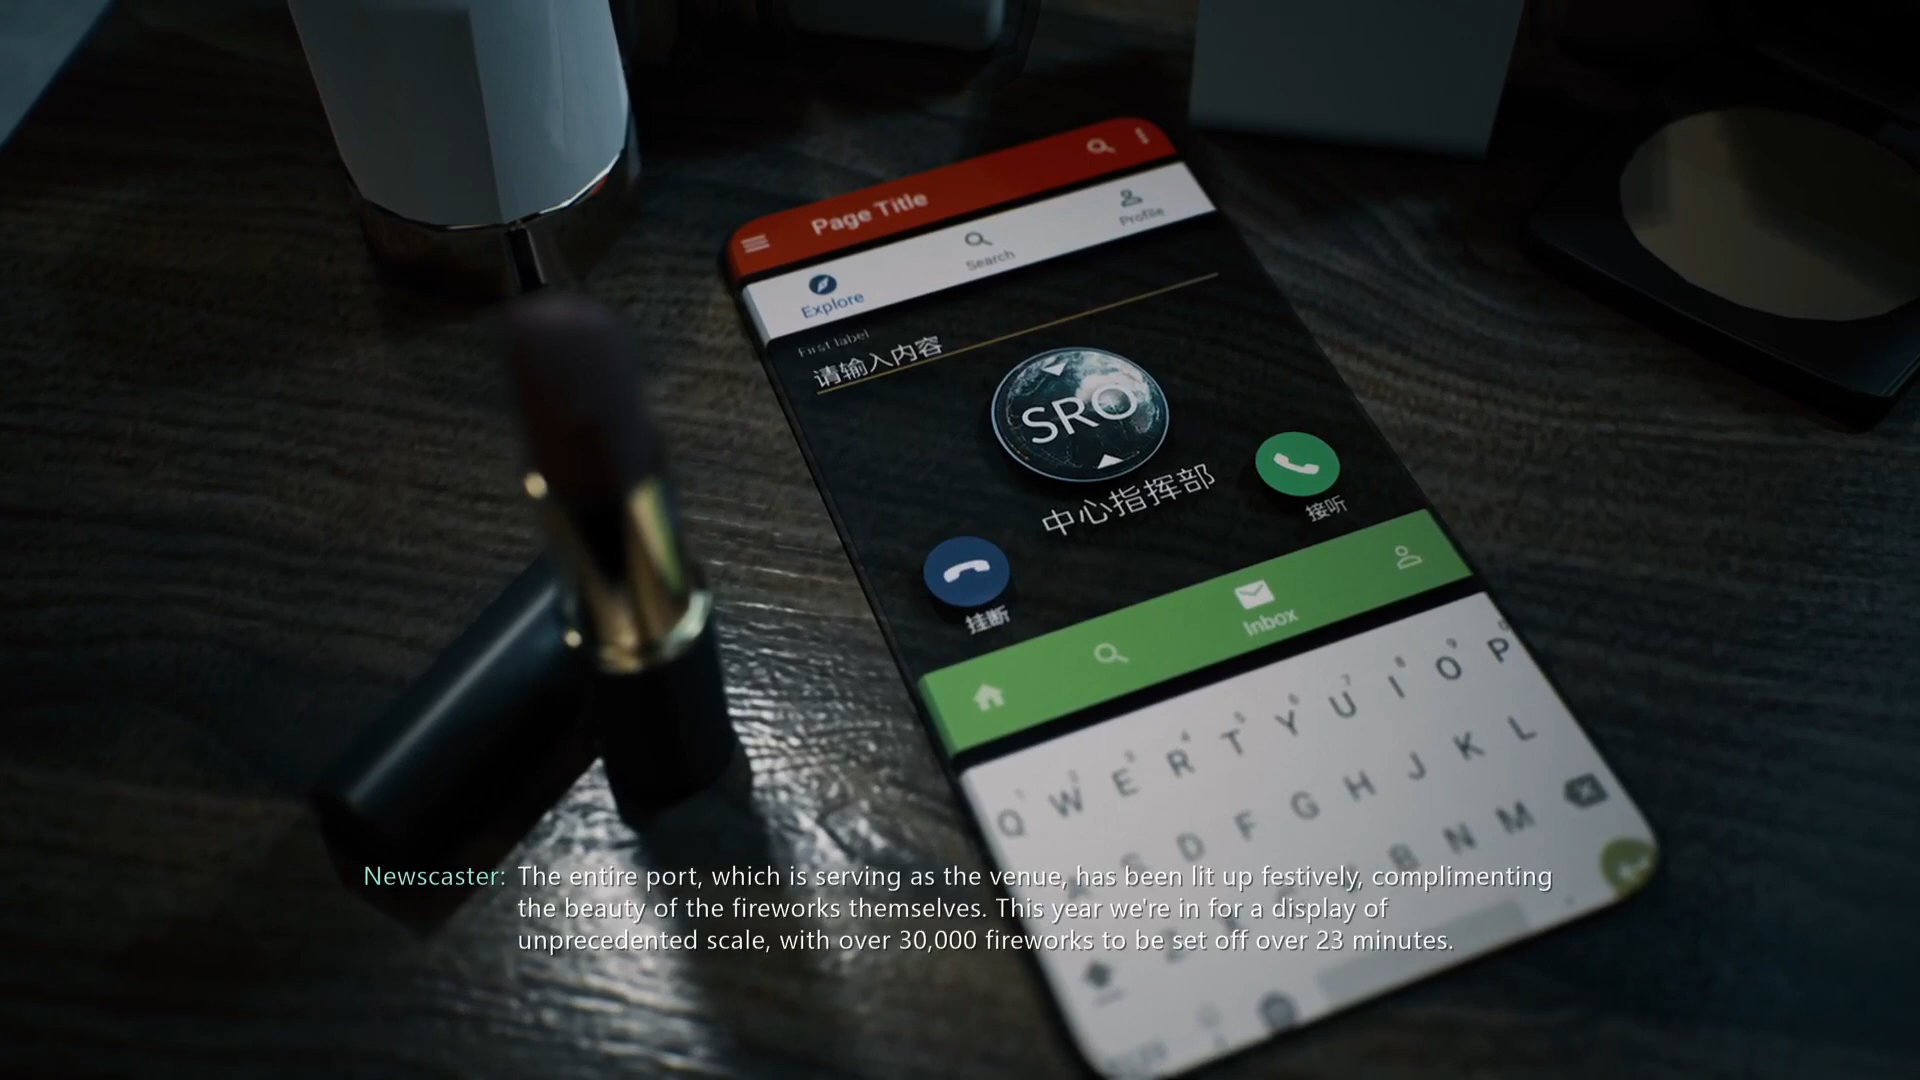 Page Title
Explore
Search
Profile
First label
请输入内容
SRO
中心指挥部
接听
挂断
Inbox
Q W E R T Y U I O P
D F G H J K L
B N M
Newscaster: The entire port, which is serving as the venue, has been lit up festively, complimenting
the beauty of the fireworks themselves. This year we're in for a display of
unprecedented scale, with over 30,000 fireworks to be set off over 23 minutes.